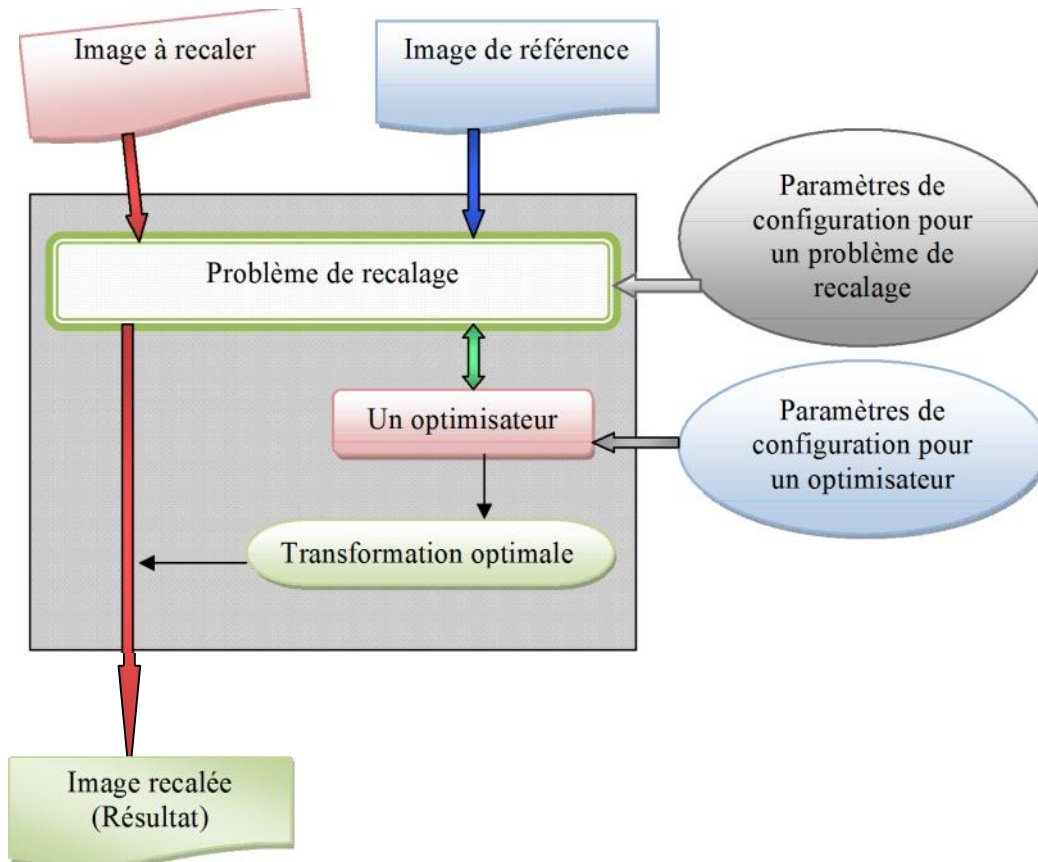 Image à recaler
Image de référence
Paramètres de
configuration pour
un problème de
recalage
Problème de recalage
Un optimisateur
Paramètres de
configuration pour
un optimisateur
Transformation optimale
Image recalée
(Résultat)